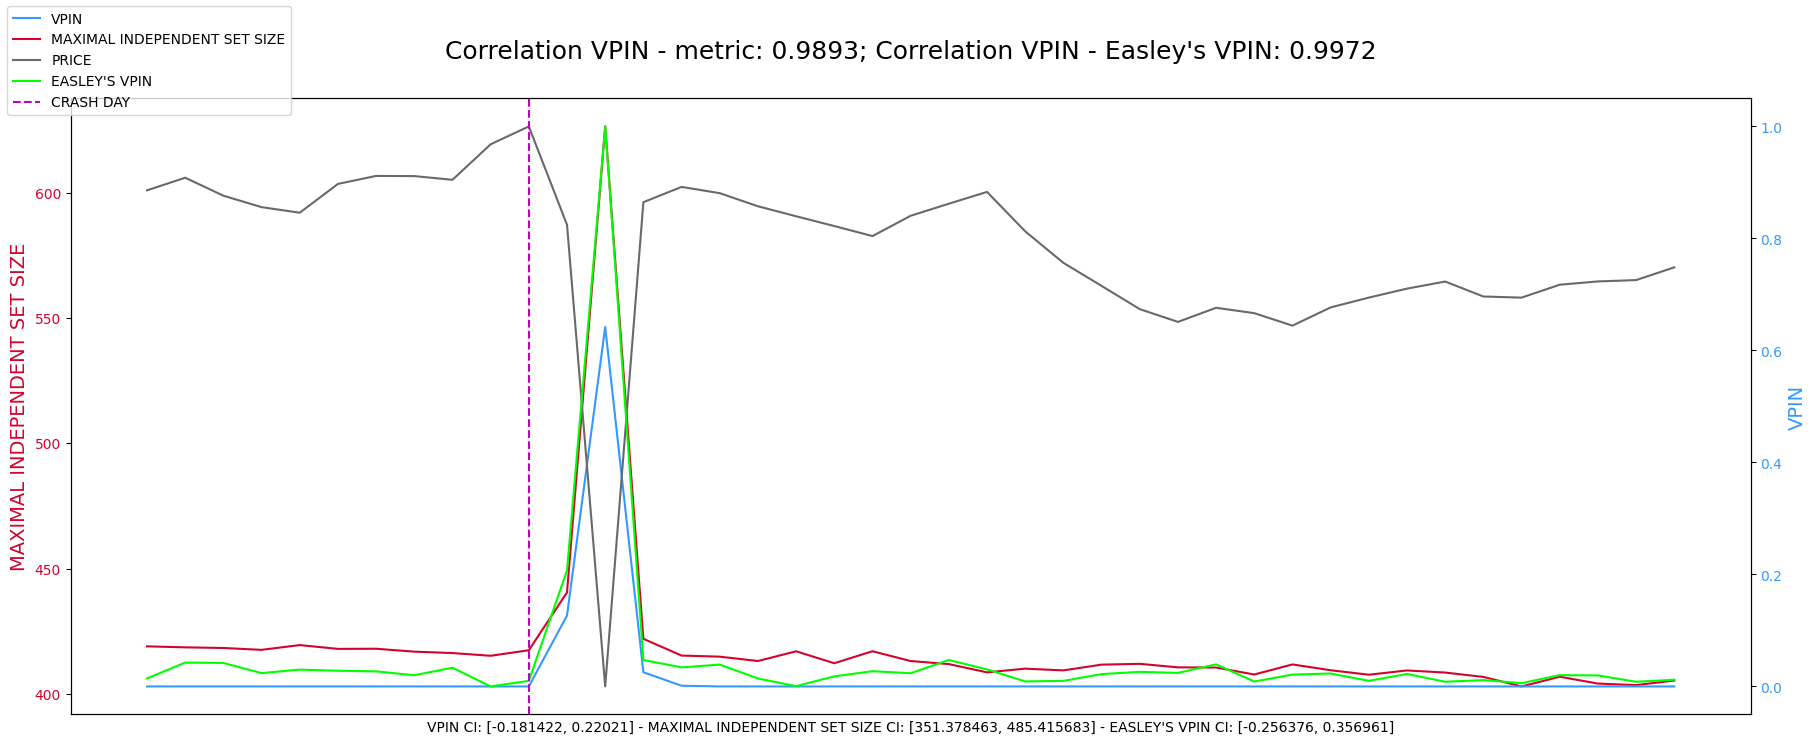 VPIN
MAXIMAL INDEPENDENT SET SIZE
PRICE
EASLEY'S VPIN
CRASH DAY
Correlation VPIN - metric: 0.9893; Correlation VPIN - Easley's VPIN: 0.9972
MAXIMAL INDEPENDENT SET SIZE
600
550
500
450
400
1.0
0.8
0.6
0.4
0.2
0.0
VPIN
VPIN CI: [-0.181422, 0.22021] - MAXIMAL INDEPENDENT SET SIZE CI: [351.378463, 485.415683] - EASLEY'S VPIN CI: [-0.256376, 0.356961]